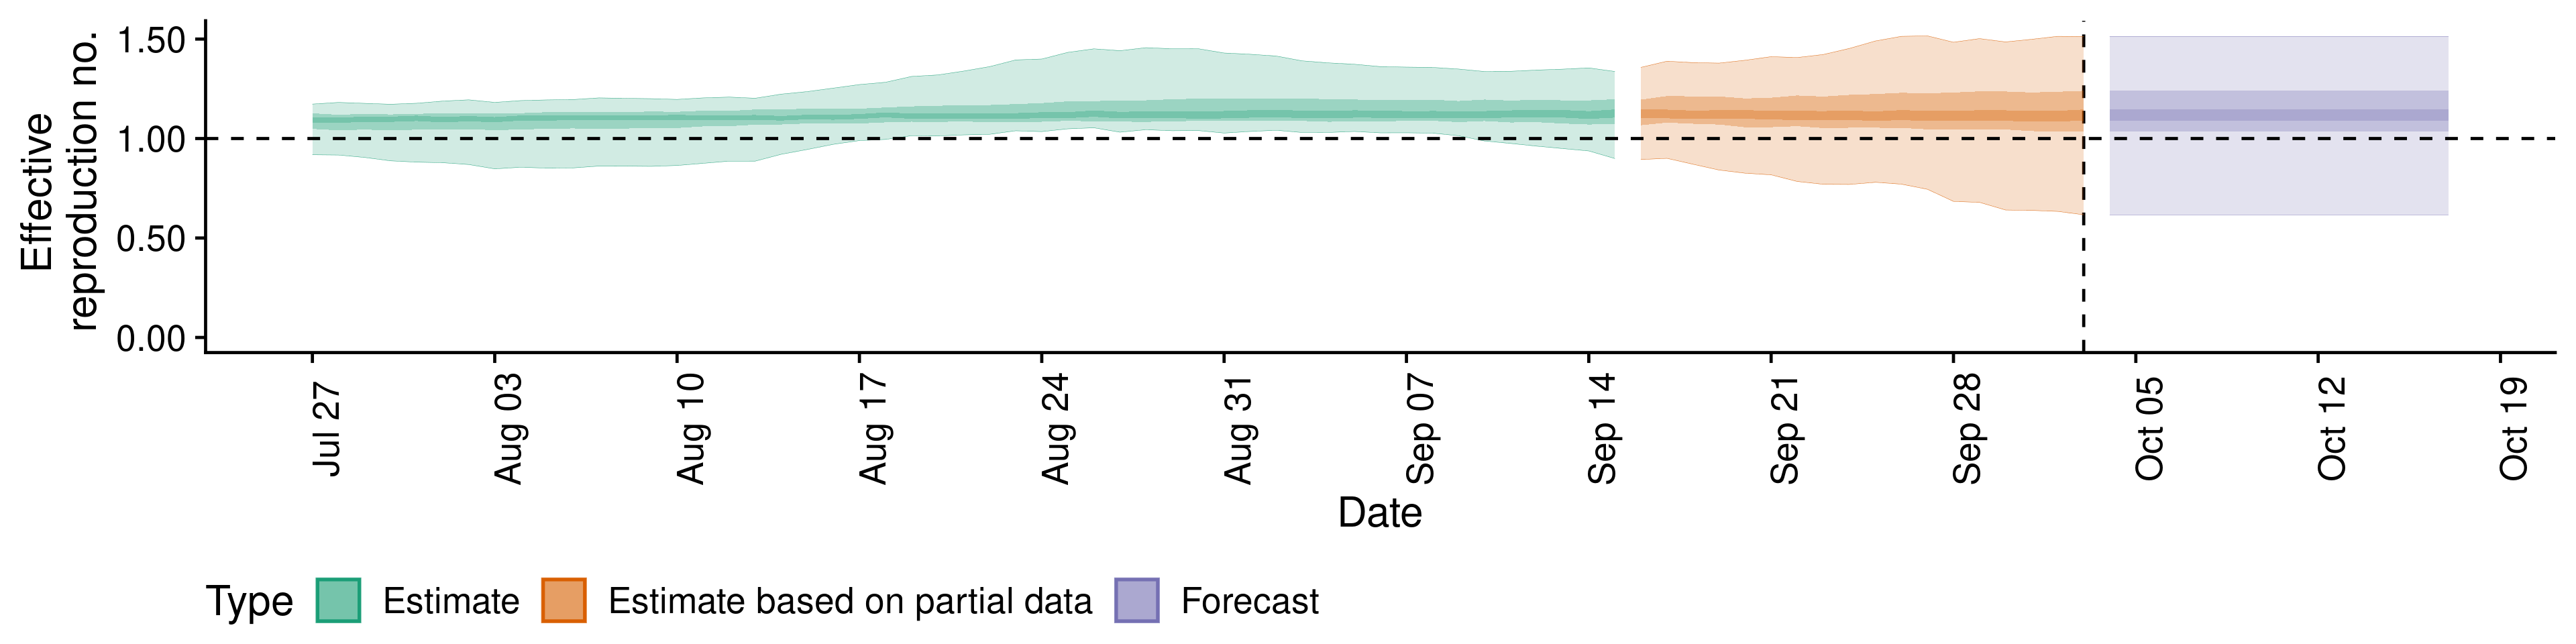 Effective
reproduction no.
1.50
1.00
0.50
0.00
Jul 27
Aug 03
Aug 10
Aug 17
Aug 24
Aug 31
Sep 07
Sep 14
Sep 21
Sep 28
Oct 05
Oct 12
Oct 19
Date
Type Estimate Estimate based on partial data Forecast